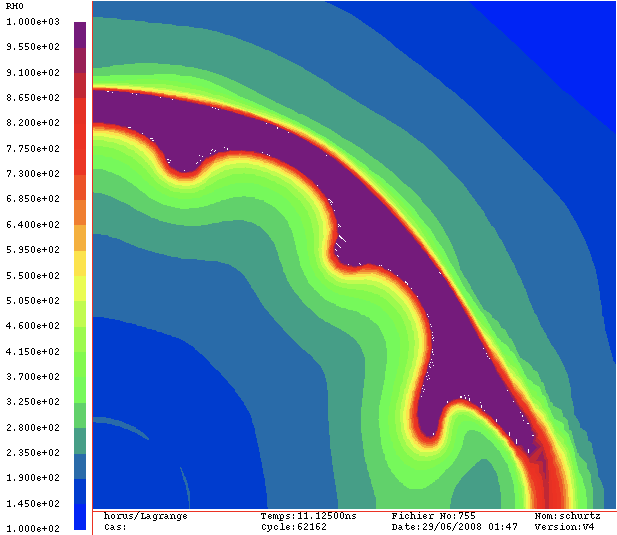 RHO
1.000e+03
9.550e+02
9.100e+02
8.650e+02
8.200e+02
7.750e+02
7.300e+02
6.850e+02
6.400e+02
5.950e+02
5.500e+02
5.050e+02
4.600e+02
4.150e+02
3.700e+02
3.250e+02
2.800e+02
2.350e+02
1.900e+02
1.450e+02
1.000e+02
horus/Lagrange Temps:11.12500ns Fichier No:755 Nom:schurtz
Cas: Cycle:62162 Date:29/06/2008 01:47 Version:V4